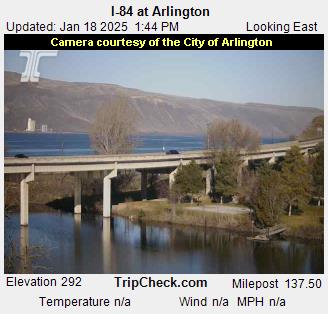 I-84 at Arlington
Updated: Jan 18 2025 1:44 PM Looking East
Camera courtesy of the City of Arlington
Elevation 292 TripCheck.com Milepost 137.50
Temperature n/a Wind n/a MPH n/a